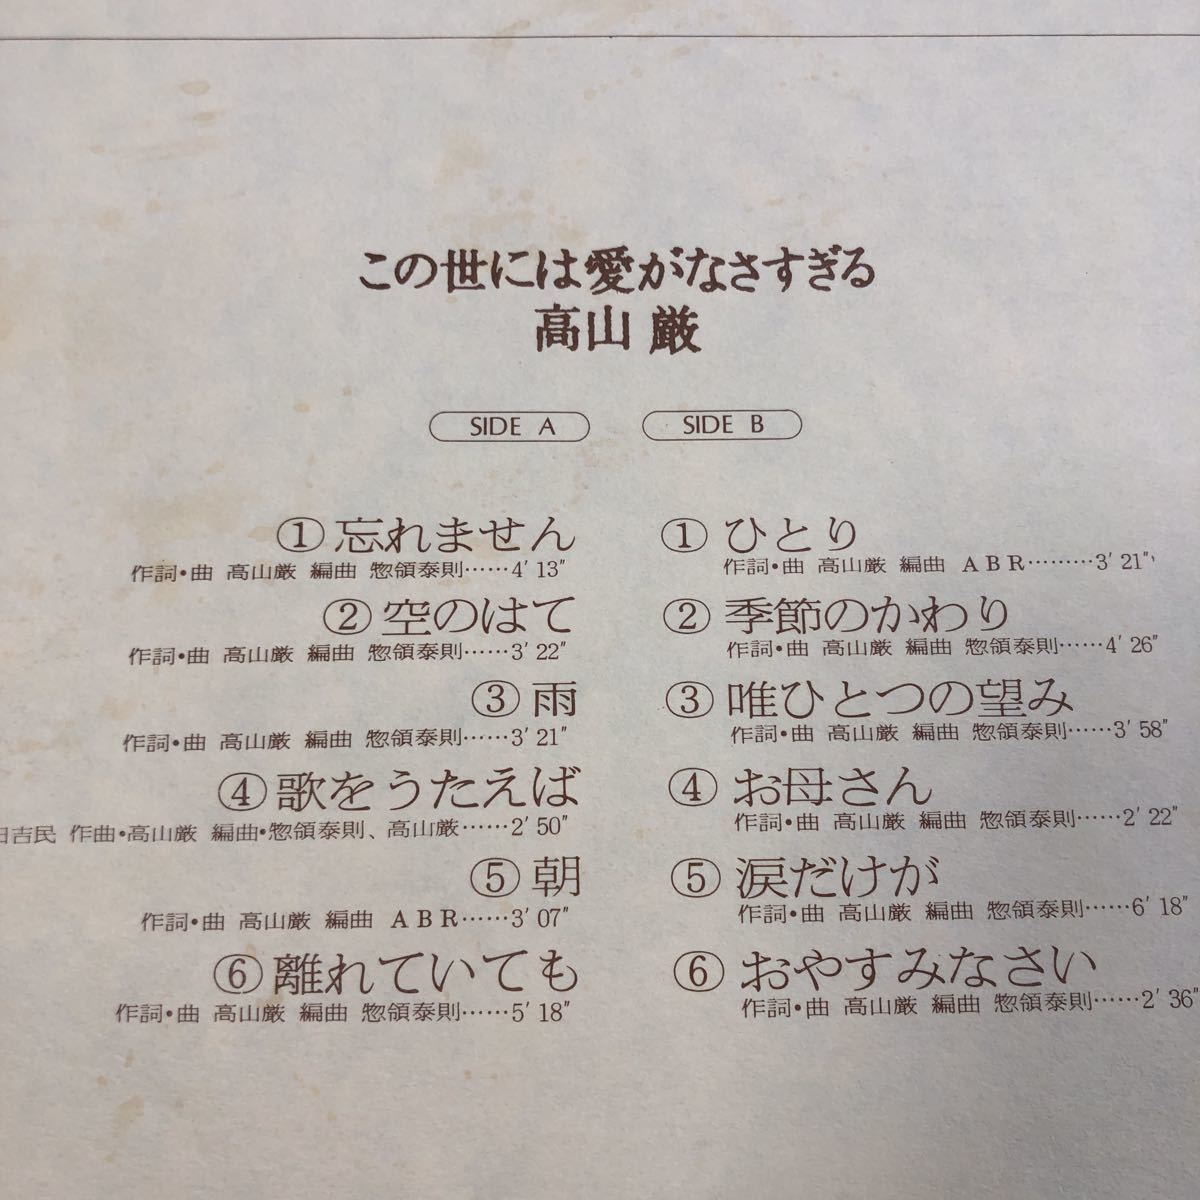 この世には愛がなさすぎる
高山 厳
SIDE A
①忘れません
作詞・曲 高山厳 編曲 惣領泰則……4′13″
②空のはて
作詞・曲 高山厳 編曲 惣領泰則……3′22″
③雨
作詞・曲 高山厳 編曲 惣領泰則……3′21″
④歌をうたえば
吉民 作曲・高山厳 編曲・惣領泰則、高山厳……2′50″
⑤朝
作詞・曲 高山厳 編曲 ABR……3′07″
⑥離れていても
作詞・曲 高山厳 編曲 惣領泰則……5′18″
SIDE B
①ひとり
作詞・曲 高山厳 編曲 ABR………3′21″
②季節のかわり
作詞・曲 高山厳 編曲 惣領泰則……4′26″
③唯ひとつの望み
作詞・曲 高山厳 編曲 惣領泰則……3′58″
④お母さん
作詞・曲 高山厳 編曲 惣領泰則……2′22″
⑤涙だけが
作詞・曲 高山厳 編曲 惣領泰則……6′18″
⑥おやすみなさい
作詞・曲 高山厳 編曲 惣領泰則……2′36″